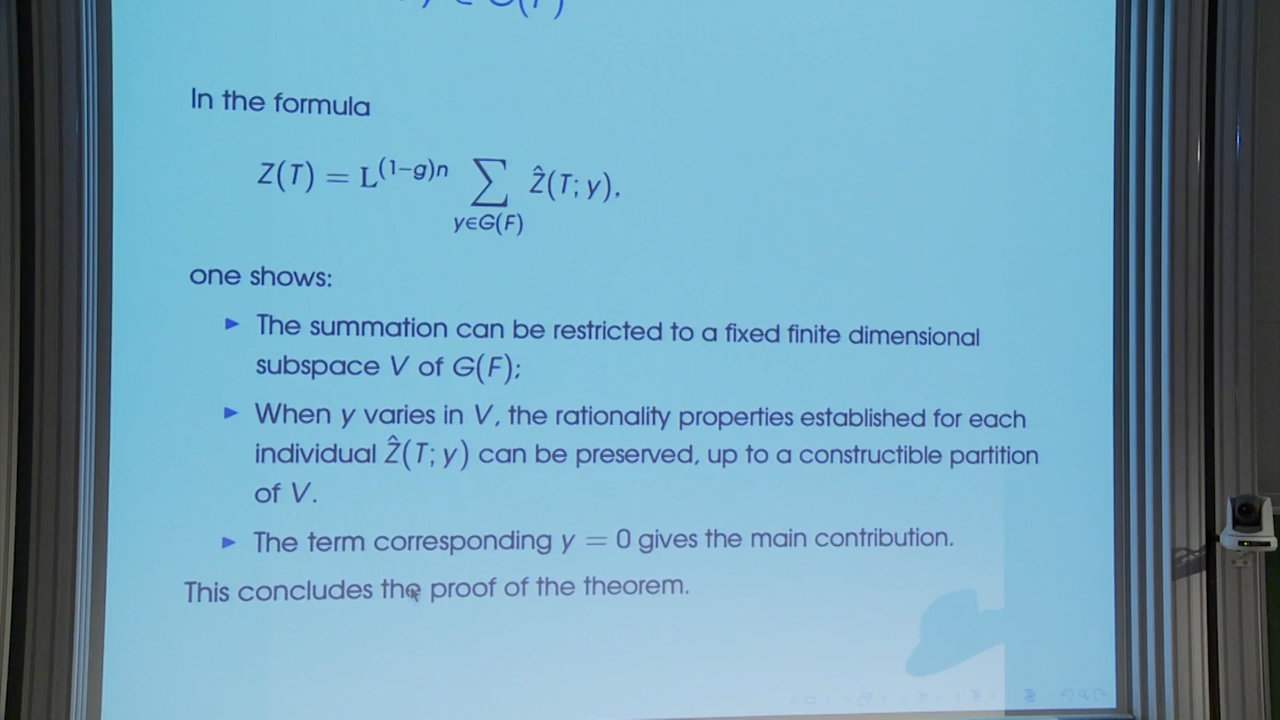 y ∈ G(F)
In the formula
Z(T) = L^{(1−g)n} ∑_{y∈G(F)} Ẑ(T; y),
one shows:
▶ The summation can be restricted to a fixed finite dimensional
subspace V of G(F);
▶ When y varies in V, the rationality properties established for each
individual Ẑ(T; y) can be preserved, up to a constructible partition
of V.
▶ The term corresponding y = 0 gives the main contribution.
This concludes the proof of the theorem.